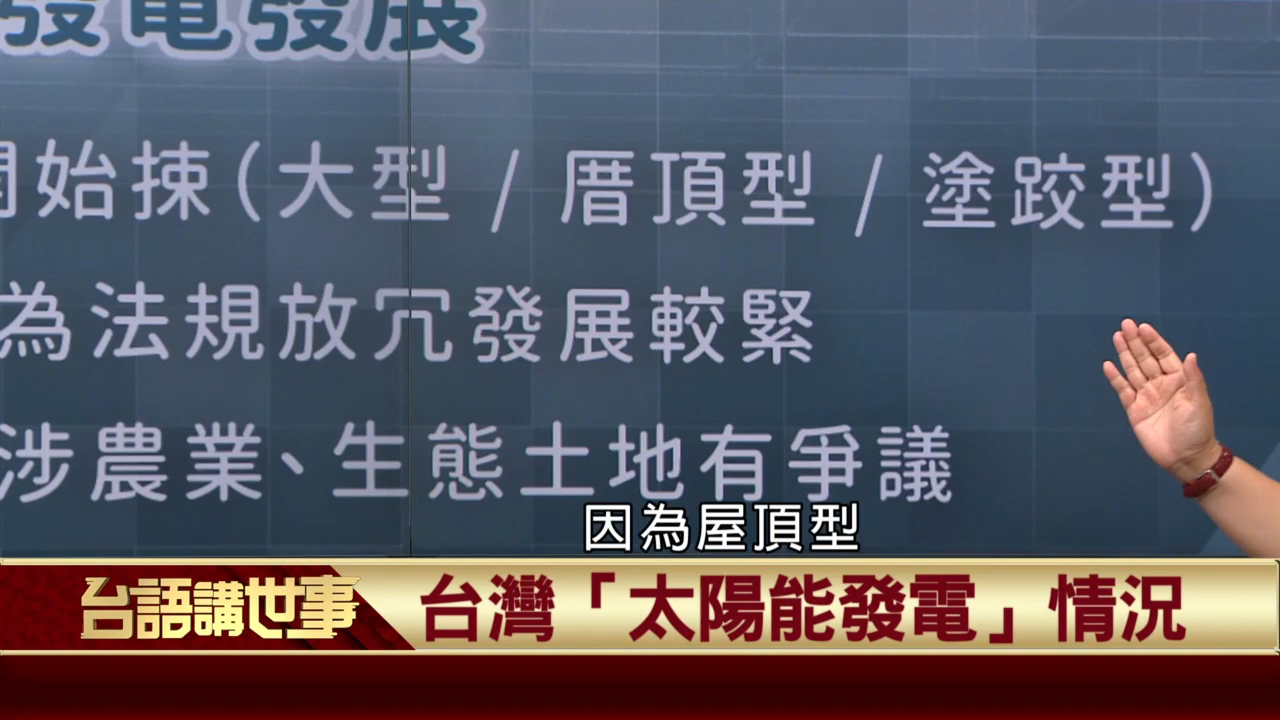 發電發展
開始揀(大型 / 厝頂型 / 塗跤型)
為法規放冗發展較緊
涉農業、生態土地有爭議
因為屋頂型
台語講世事
台灣「太陽能發電」情況